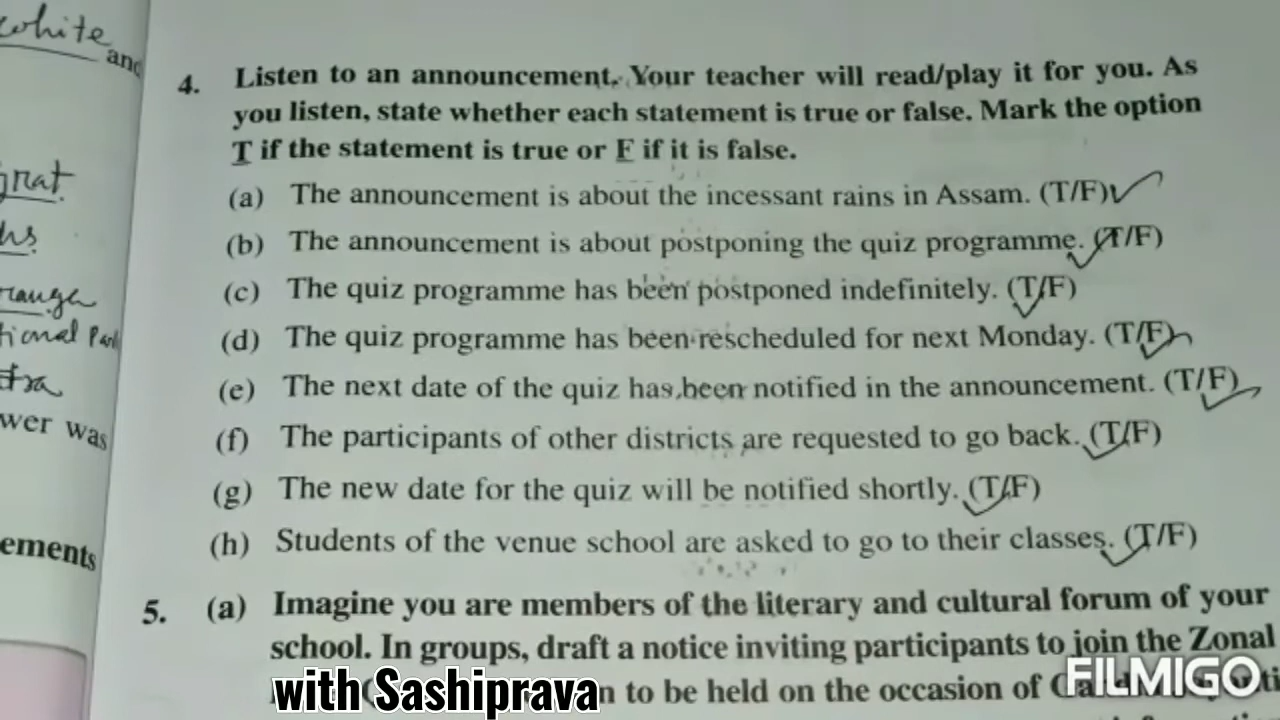 white
and
4. Listen to an announcement. Your teacher will read/play it for you. As
you listen, state whether each statement is true or false. Mark the option
T if the statement is true or F if it is false.
(a) The announcement is about the incessant rains in Assam. (T/F)
(b) The announcement is about postponing the quiz programme. (T/F)
(c) The quiz programme has been postponed indefinitely. (T/F)
(d) The quiz programme has been rescheduled for next Monday. (T/F)
(e) The next date of the quiz has been notified in the announcement. (T/F)
(f) The participants of other districts are requested to go back. (T/F)
(g) The new date for the quiz will be notified shortly. (T/F)
(h) Students of the venue school are asked to go to their classes. (T/F)
wer was
ements
5. (a) Imagine you are members of the literary and cultural forum of your
school. In groups, draft a notice inviting participants to join the Zonal
n to be held on the occasion of
with Sashiprava
FILMIGO